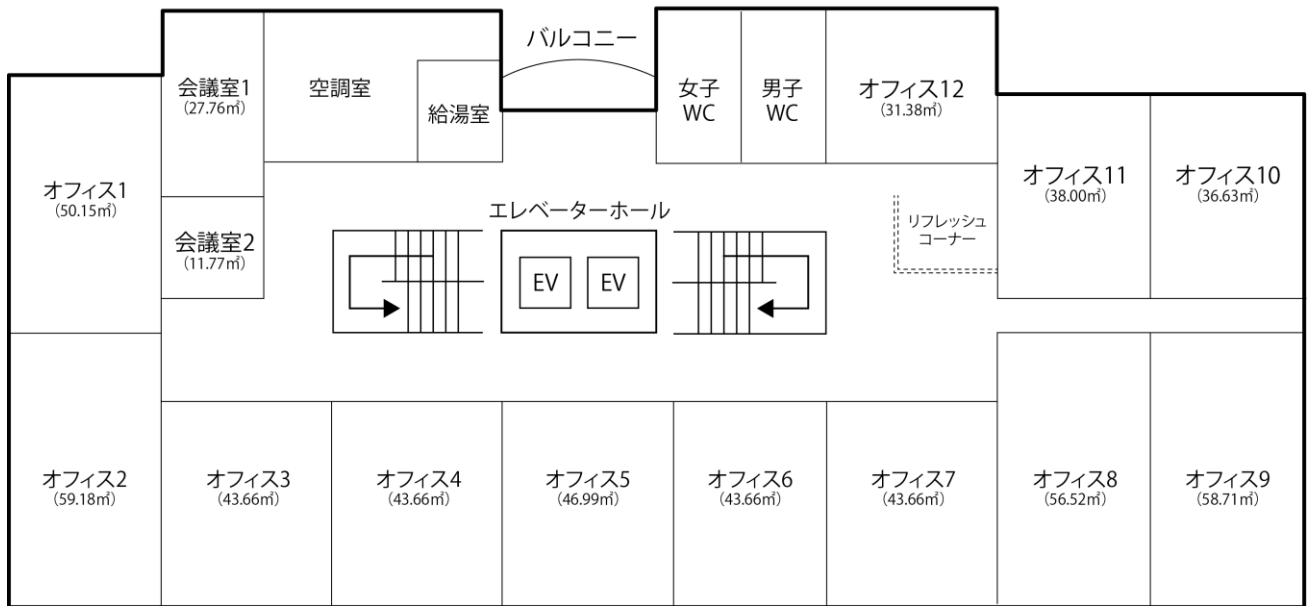 バルコニー
会議室1
(27.76㎡)
空調室
給湯室
女子
WC
男子
WC
オフィス12
(31.38㎡)
オフィス1
(50.15㎡)
会議室2
(11.77㎡)
エレベーターホール
EV
EV
リフレッシュ
コーナー
オフィス11
(38.00㎡)
オフィス10
(36.63㎡)
オフィス2
(59.18㎡)
オフィス3
(43.66㎡)
オフィス4
(43.66㎡)
オフィス5
(46.99㎡)
オフィス6
(43.66㎡)
オフィス7
(43.66㎡)
オフィス8
(56.52㎡)
オフィス9
(58.71㎡)